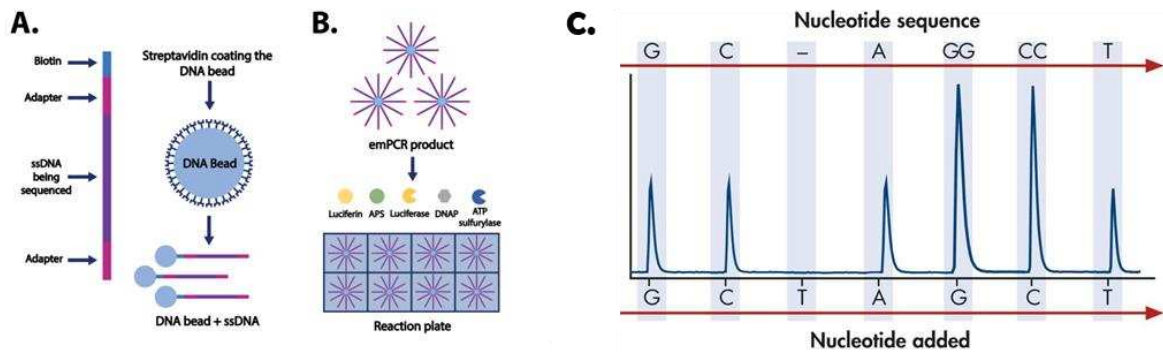 A.
Biotin
Adapter
ssDNA
being
sequenced
Adapter
Streptavidin coating the
DNA bead
DNA Bead
DNA bead + ssDNA
B.
emPCR product
Luciferin
APS
Luciferase
DNAP
ATP
sulfurylase
Reaction plate
C.
Nucleotide sequence
G C – A GG CC T
G C T A G C T
Nucleotide added